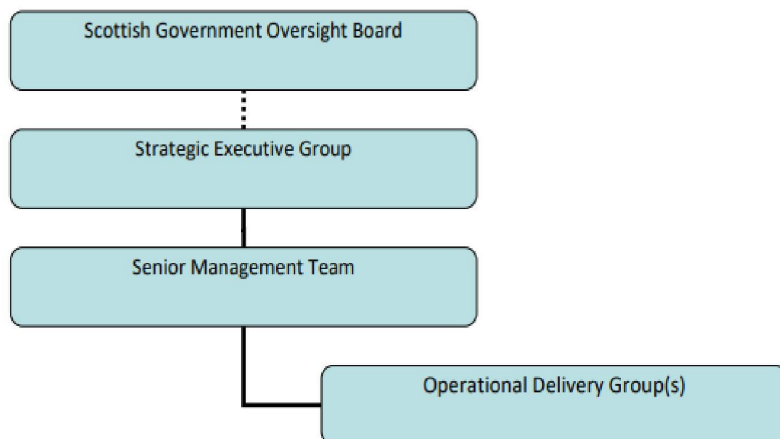 Scottish Government Oversight Board
Strategic Executive Group
Senior Management Team
Operational Delivery Group(s)